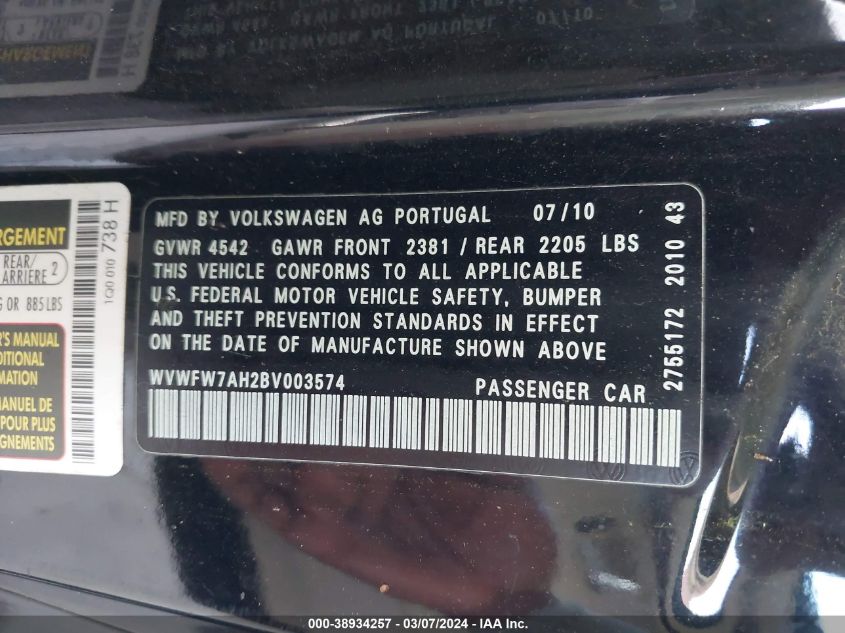 MFD BY VOLKSWAGEN AG PORTUGAL 07/10
GVWR 4542 GAWR FRONT 2381 / REAR 2205 LBS
THIS VEHICLE CONFORMS TO ALL APPLICABLE
U.S. FEDERAL MOTOR VEHICLE SAFETY, BUMPER
AND THEFT PREVENTION STANDARDS IN EFFECT
ON THE DATE OF MANUFACTURE SHOWN ABOVE
WVWFW7AH2BV003574 PASSENGER CAR
2755172 2010 43
RGEMENT
REAR/
ARRIERE 2
G OR 885 LBS
R'S MANUAL
DITIONAL
MATION
MANUEL DE
POUR PLUS
GNEMENTS
1Q0 010 738 H
000-38934257 - 03/07/2024 - IAA Inc.